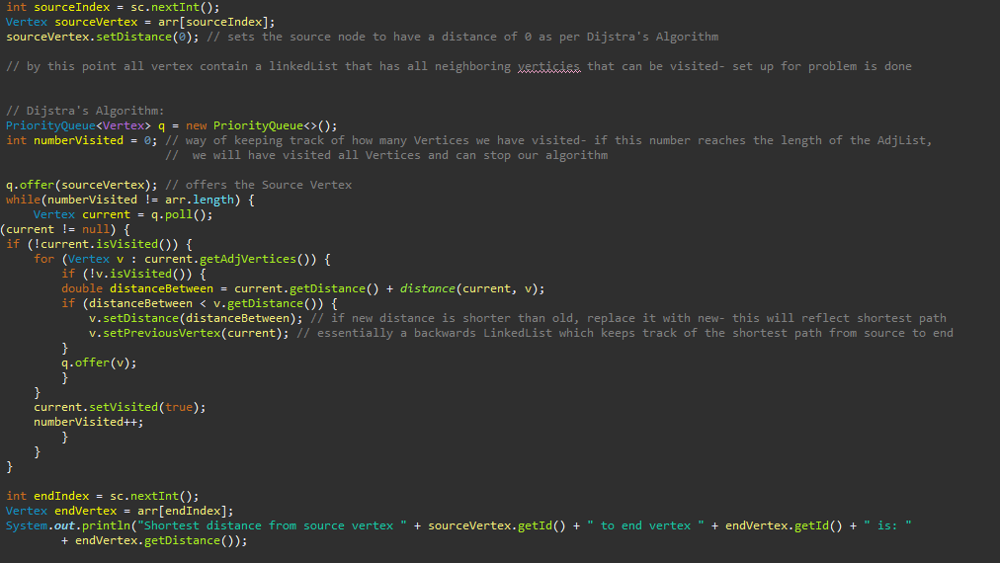 int sourceIndex = sc.nextInt();
Vertex sourceVertex = arr[sourceIndex];
sourceVertex.setDistance(0); // sets the source node to have a distance of 0 as per Dijstra's Algorithm
// by this point all vertex contain a linkedList that has all neighboring verticies that can be visited- set up for problem is done
// Dijstra's Algorithm:
PriorityQueue<Vertex> q = new PriorityQueue<>();
int numberVisited = 0; // way of keeping track of how many Vertices we have visited- if this number reaches the length of the AdjList,
// we will have visited all Vertices and can stop our algorithm
q.offer(sourceVertex); // offers the Source Vertex
while(numberVisited != arr.length) {
Vertex current = q.poll();
(current != null) {
if (!current.isVisited()) {
for (Vertex v : current.getAdjVertices()) {
if (!v.isVisited()) {
double distanceBetween = current.getDistance() + distance(current, v);
if (distanceBetween < v.getDistance()) {
v.setDistance(distanceBetween); // if new distance is shorter than old, replace it with new- this will reflect shortest path
v.setPreviousVertex(current); // essentially a backwards LinkedList which keeps track of the shortest path from source to end
}
q.offer(v);
}
}
current.setVisited(true);
numberVisited++;
}
}
}
int endIndex = sc.nextInt();
Vertex endVertex = arr[endIndex];
System.out.println("Shortest distance from source vertex " + sourceVertex.getId() + " to end vertex " + endVertex.getId() + " is: "
+ endVertex.getDistance());